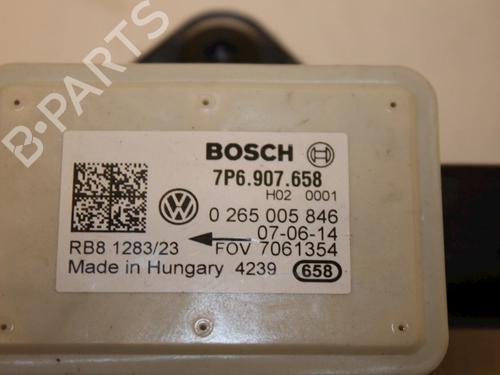 B-PARTS
BOSCH
7P6.907.658
H02 0001
0 265 005 846
07-06-14
RB8 1283/23 FOV 7061354
Made in Hungary 4239 658